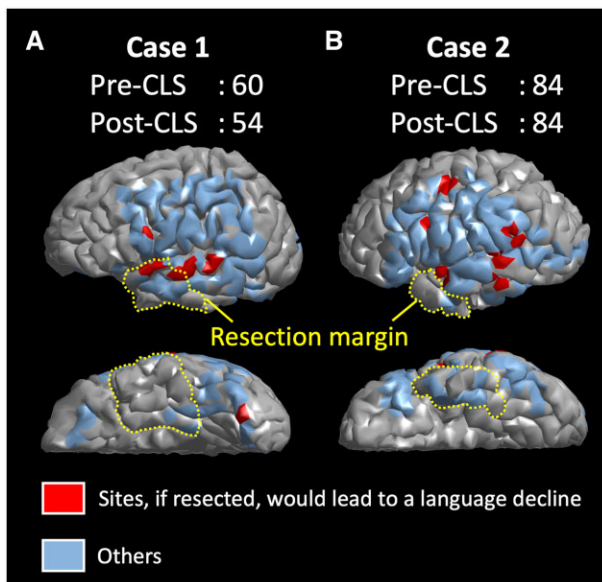 A
Case 1
Pre-CLS : 60
Post-CLS : 54
B
Case 2
Pre-CLS : 84
Post-CLS : 84
Resection margin
Sites, if resected, would lead to a language decline
Others